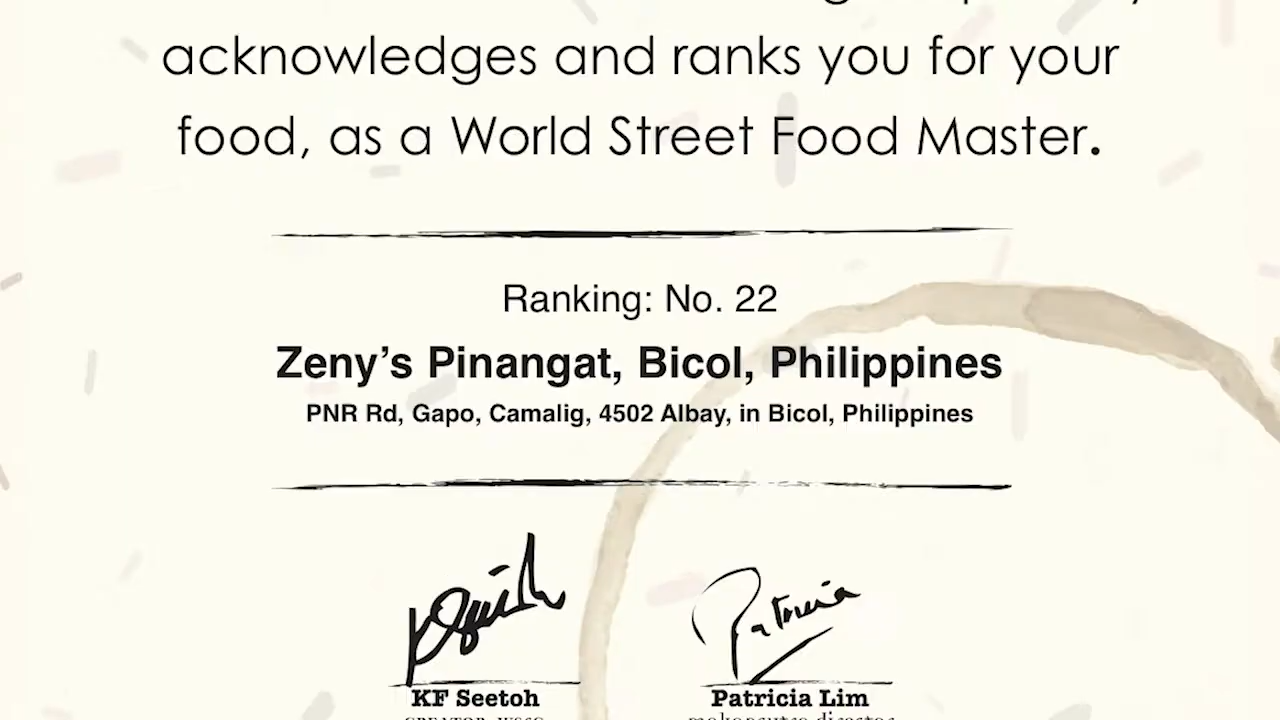 acknowledges and ranks you for your
food, as a World Street Food Master.
Ranking: No. 22
Zeny’s Pinangat, Bicol, Philippines
PNR Rd, Gapo, Camalig, 4502 Albay, in Bicol, Philippines
Patricia
KF Seetoh
Patricia Lim